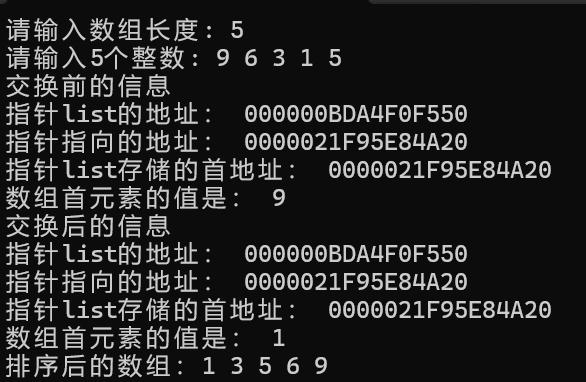 请输入数组长度: 5
请输入5个整数: 9 6 3 1 5
交换前的信息
指针list的地址： 000000BDA4F0F550
指针指向的地址： 0000021F95E84A20
指针list存储的首地址： 0000021F95E84A20
数组首元素的值是： 9
交换后的信息
指针list的地址： 000000BDA4F0F550
指针指向的地址： 0000021F95E84A20
指针list存储的首地址： 0000021F95E84A20
数组首元素的值是： 1
排序后的数组: 1 3 5 6 9